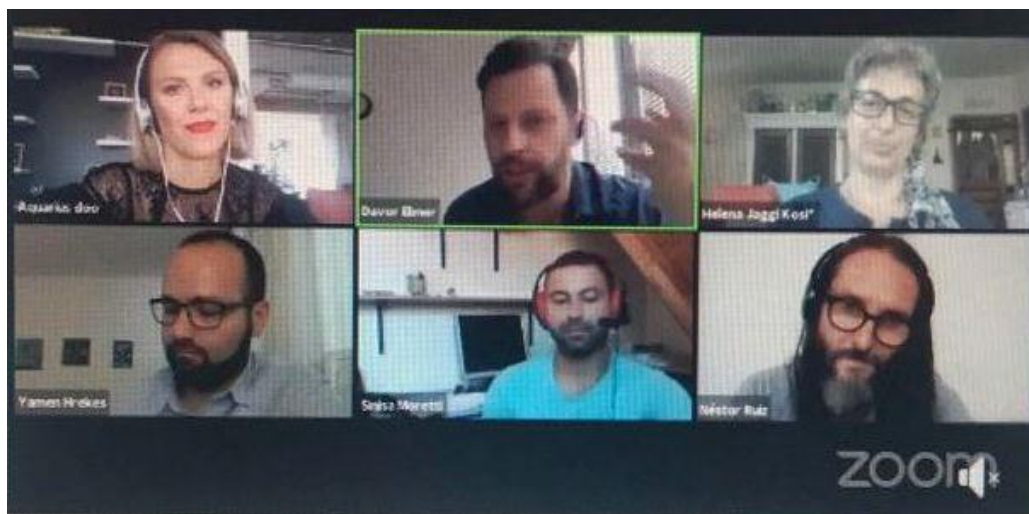 Aquarius doo
Davor Ebner
Helena Jaggi Kosi*
Yamen Hrekes
Sinisa Moretti
Néstor Ruiz
zoom